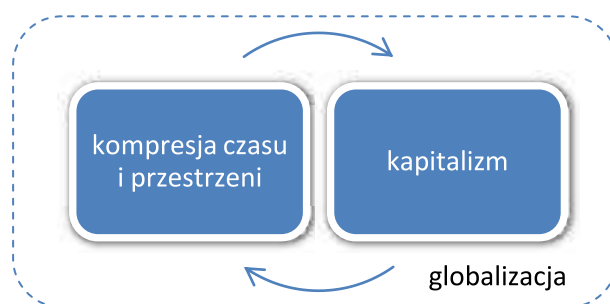 kompresja czasu
i przestrzeni
kapitalizm
globalizacja